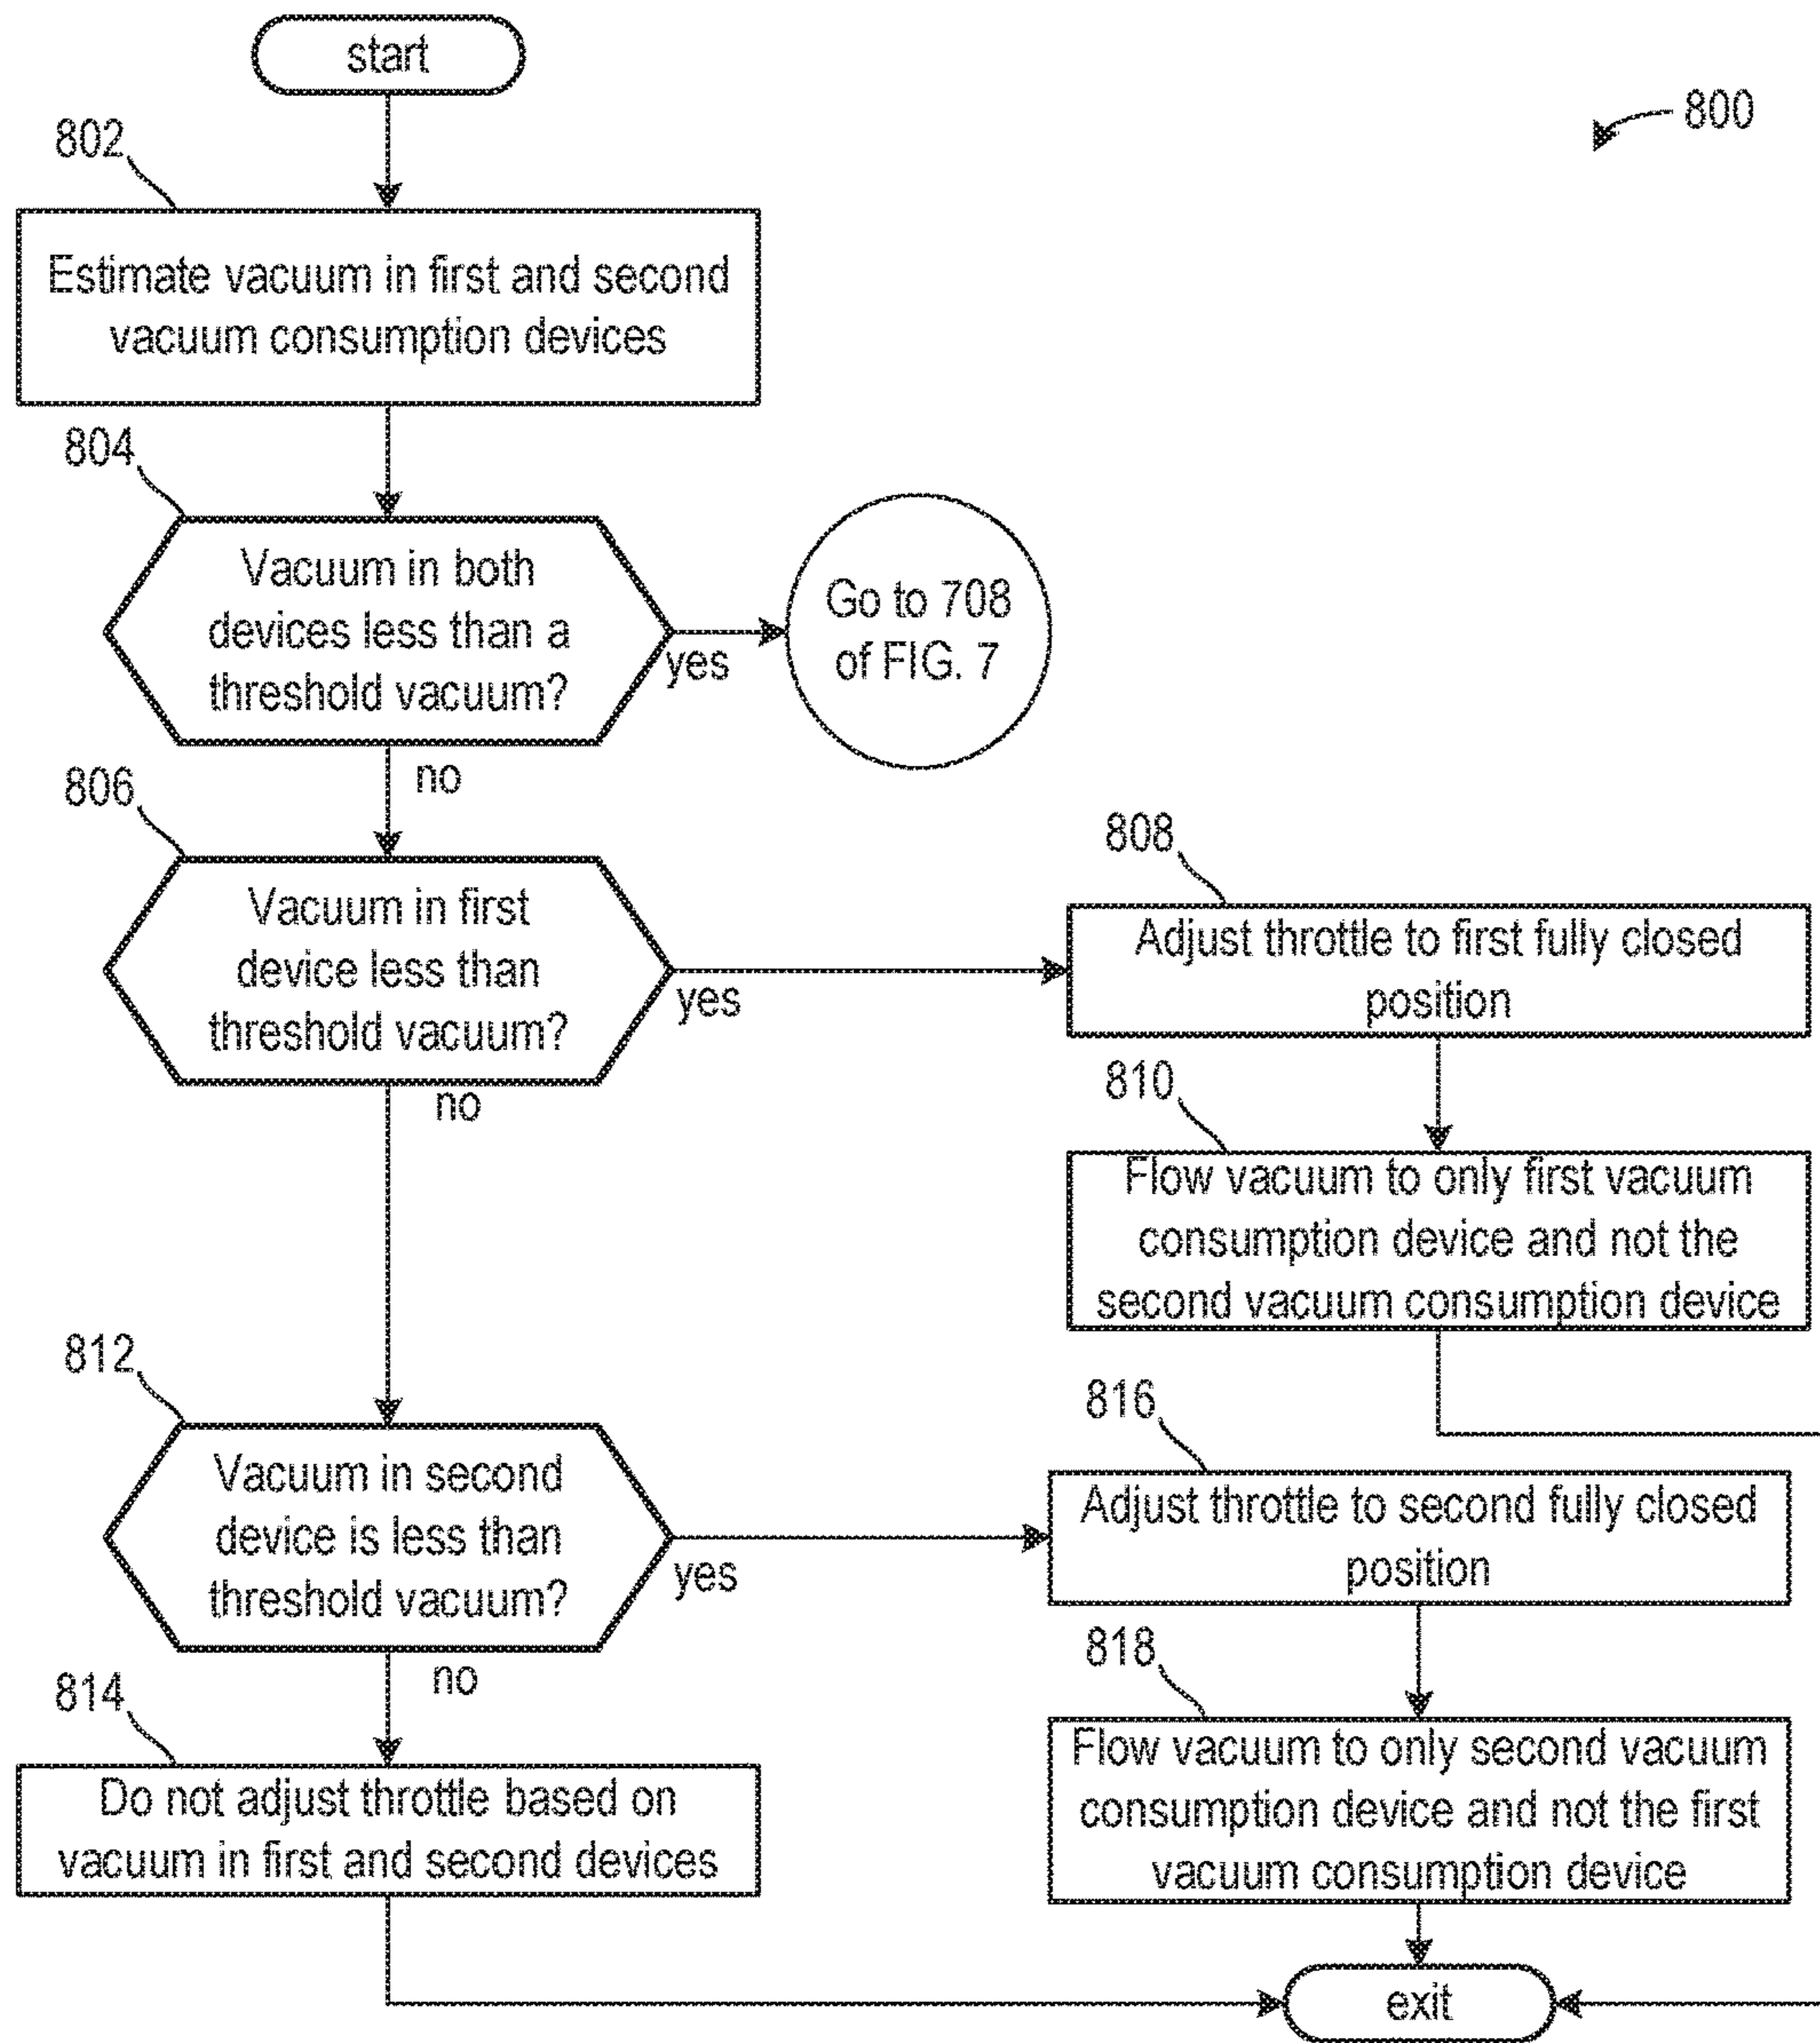 start
800
802
Estimate vacuum in first and second
vacuum consumption devices
804
Vacuum in both
devices less than a
threshold vacuum?
yes
Go to 708
of FIG. 7
no
806
Vacuum in first
device less than
threshold vacuum?
yes
no
808
Adjust throttle to first fully closed
position
810
Flow vacuum to only first vacuum
consumption device and not the
second vacuum consumption device
812
Vacuum in second
device is less than
threshold vacuum?
yes
no
816
Adjust throttle to second fully closed
position
814
Do not adjust throttle based on
vacuum in first and second devices
818
Flow vacuum to only second vacuum
consumption device and not the first
vacuum consumption device
exit